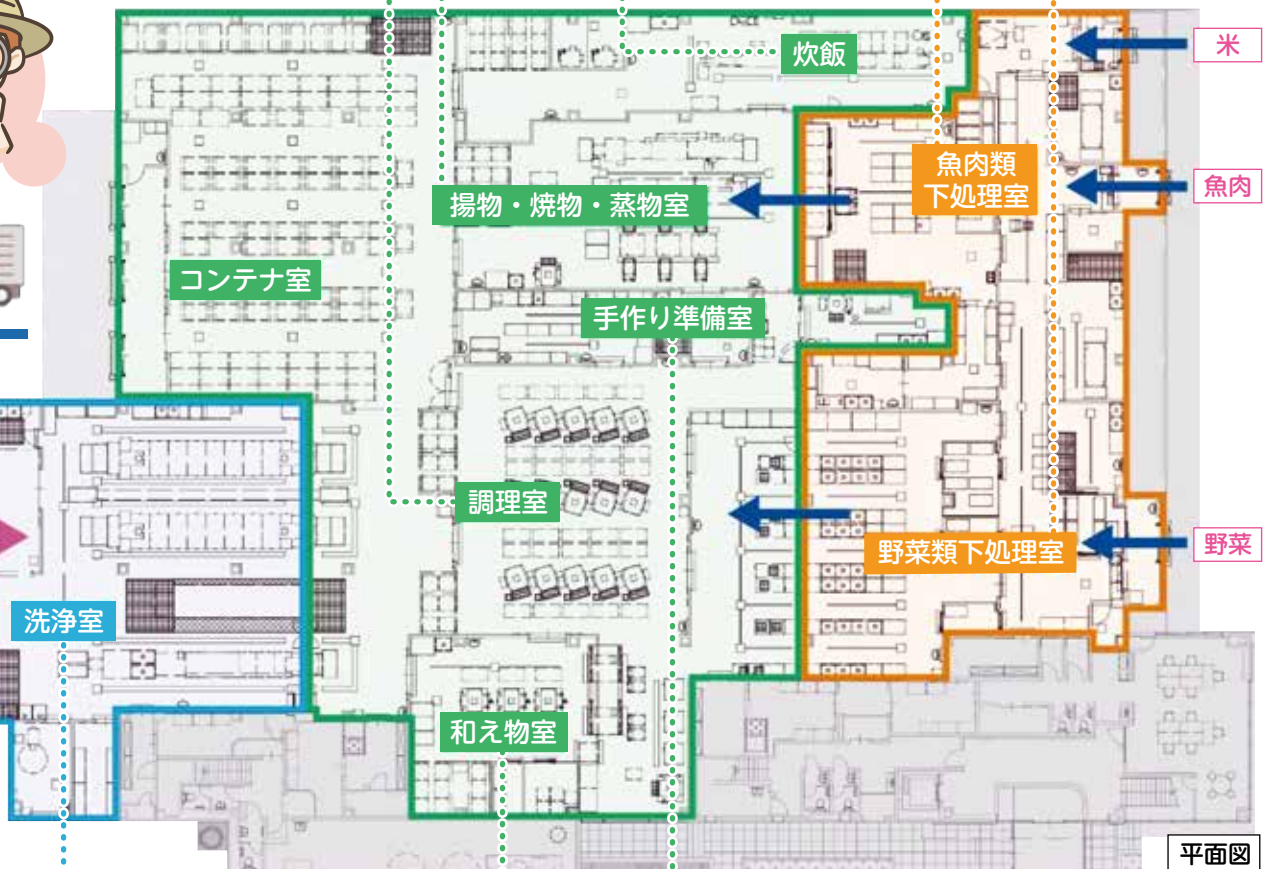 炊飯
米
魚肉類
下処理室
魚肉
揚物・焼物・蒸物室
コンテナ室
手作り準備室
調理室
野菜類下処理室
野菜
洗浄室
和え物室
平面図